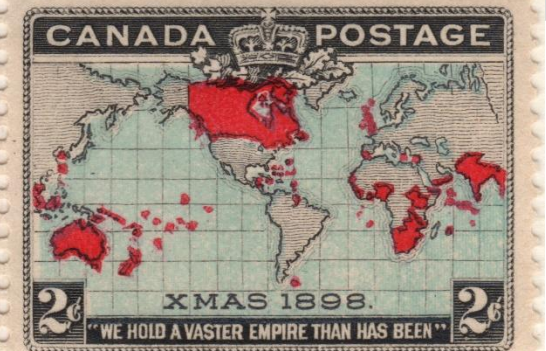 CANADA POSTAGE
XMAS 1898.
2¢ 2¢
"WE HOLD A VASTER EMPIRE THAN HAS BEEN"